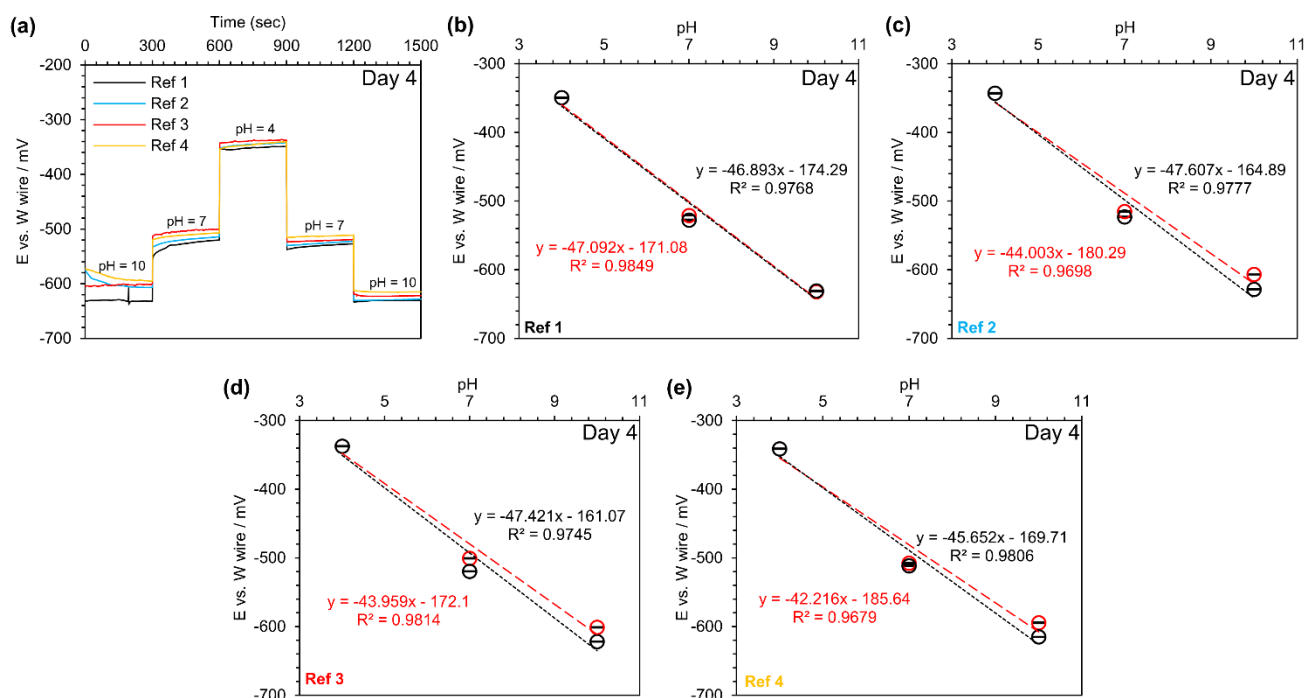 (a)
Time (sec)
0 300 600 900 1200 1500
E vs. W wire / mV
-200
-300
-400
-500
-600
-700
Ref 1
Ref 2
Ref 3
Ref 4
Day 4
pH = 4
pH = 7
pH = 7
pH = 10
pH = 10
(b)
pH
3 5 7 9 11
E vs. W wire / mV
-300
-400
-500
-600
-700
Day 4
y = -46.893x - 174.29
R² = 0.9768
y = -47.092x - 171.08
R² = 0.9849
Ref 1
(c)
pH
3 5 7 9 11
E vs. W wire / mV
-300
-400
-500
-600
-700
Day 4
y = -47.607x - 164.89
R² = 0.9777
y = -44.003x - 180.29
R² = 0.9698
Ref 2
(d)
pH
3 5 7 9 11
E vs. W wire / mV
-300
-400
-500
-600
-700
Day 4
y = -47.421x - 161.07
R² = 0.9745
y = -43.959x - 172.1
R² = 0.9814
Ref 3
(e)
pH
3 5 7 9 11
E vs. W wire / mV
-300
-400
-500
-600
-700
Day 4
y = -45.652x - 169.71
R² = 0.9806
y = -42.216x - 185.64
R² = 0.9679
Ref 4